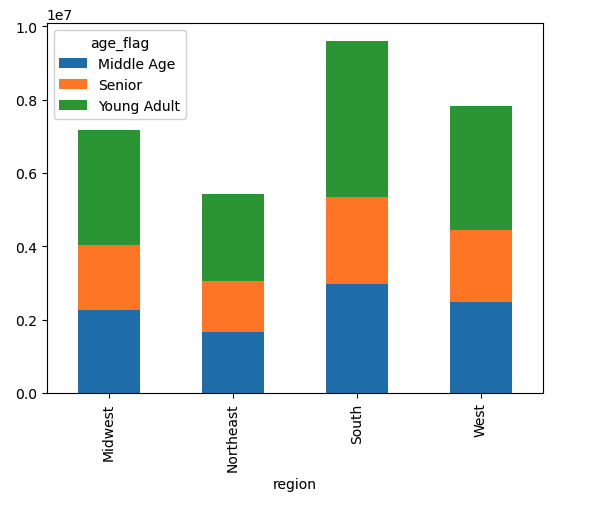 1e7
1.0
0.8
0.6
0.4
0.2
0.0
age_flag
Middle Age
Senior
Young Adult
Midwest
Northeast
South
West
region